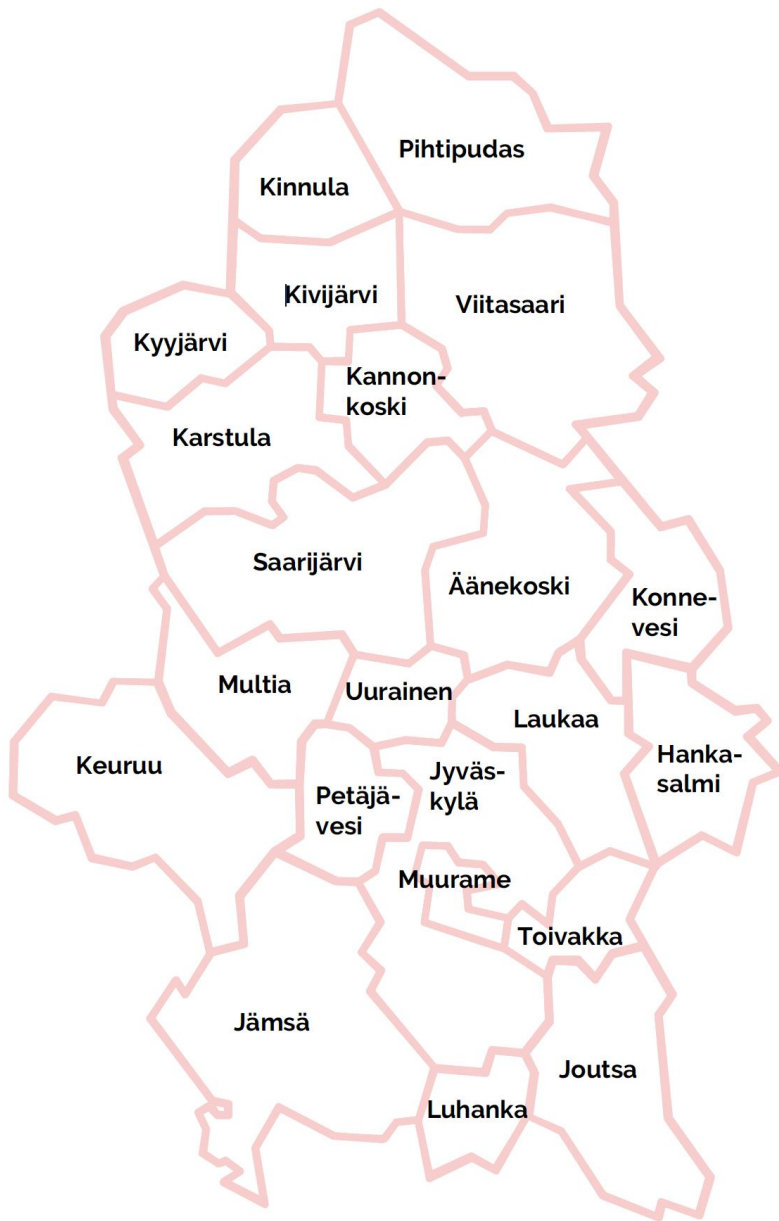 Pihtipudas
Kinnula
Kivijärvi
Viitasaari
Kyyjärvi
Kannon-
koski
Karstula
Saarijärvi
Äänekoski
Konne-
vesi
Multia
Uurainen
Laukaa
Keuruu
Hanka-
salmi
Petäjä-
vesi
Jyväs-
kylä
Muurame
Toivakka
Jämsä
Joutsa
Luhanka